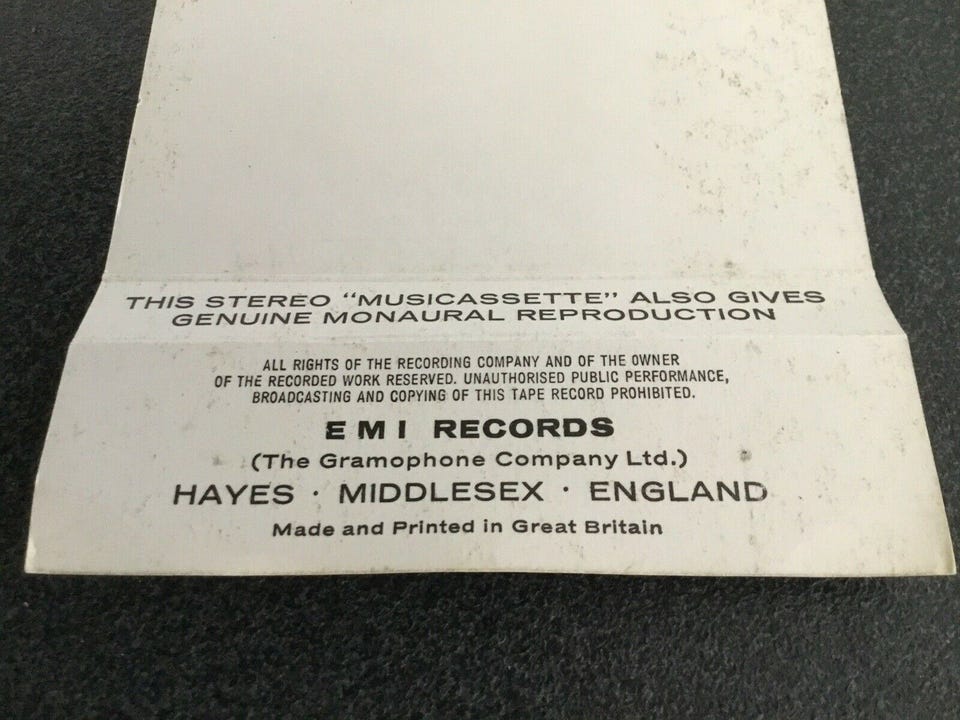 THIS STEREO "MUSICASSETTE" ALSO GIVES
GENUINE MONAURAL REPRODUCTION
ALL RIGHTS OF THE RECORDING COMPANY AND OF THE OWNER
OF THE RECORDED WORK RESERVED. UNAUTHORISED PUBLIC PERFORMANCE,
BROADCASTING AND COPYING OF THIS TAPE RECORD PROHIBITED.
EMI RECORDS
(The Gramophone Company Ltd.)
HAYES · MIDDLESEX · ENGLAND
Made and Printed in Great Britain